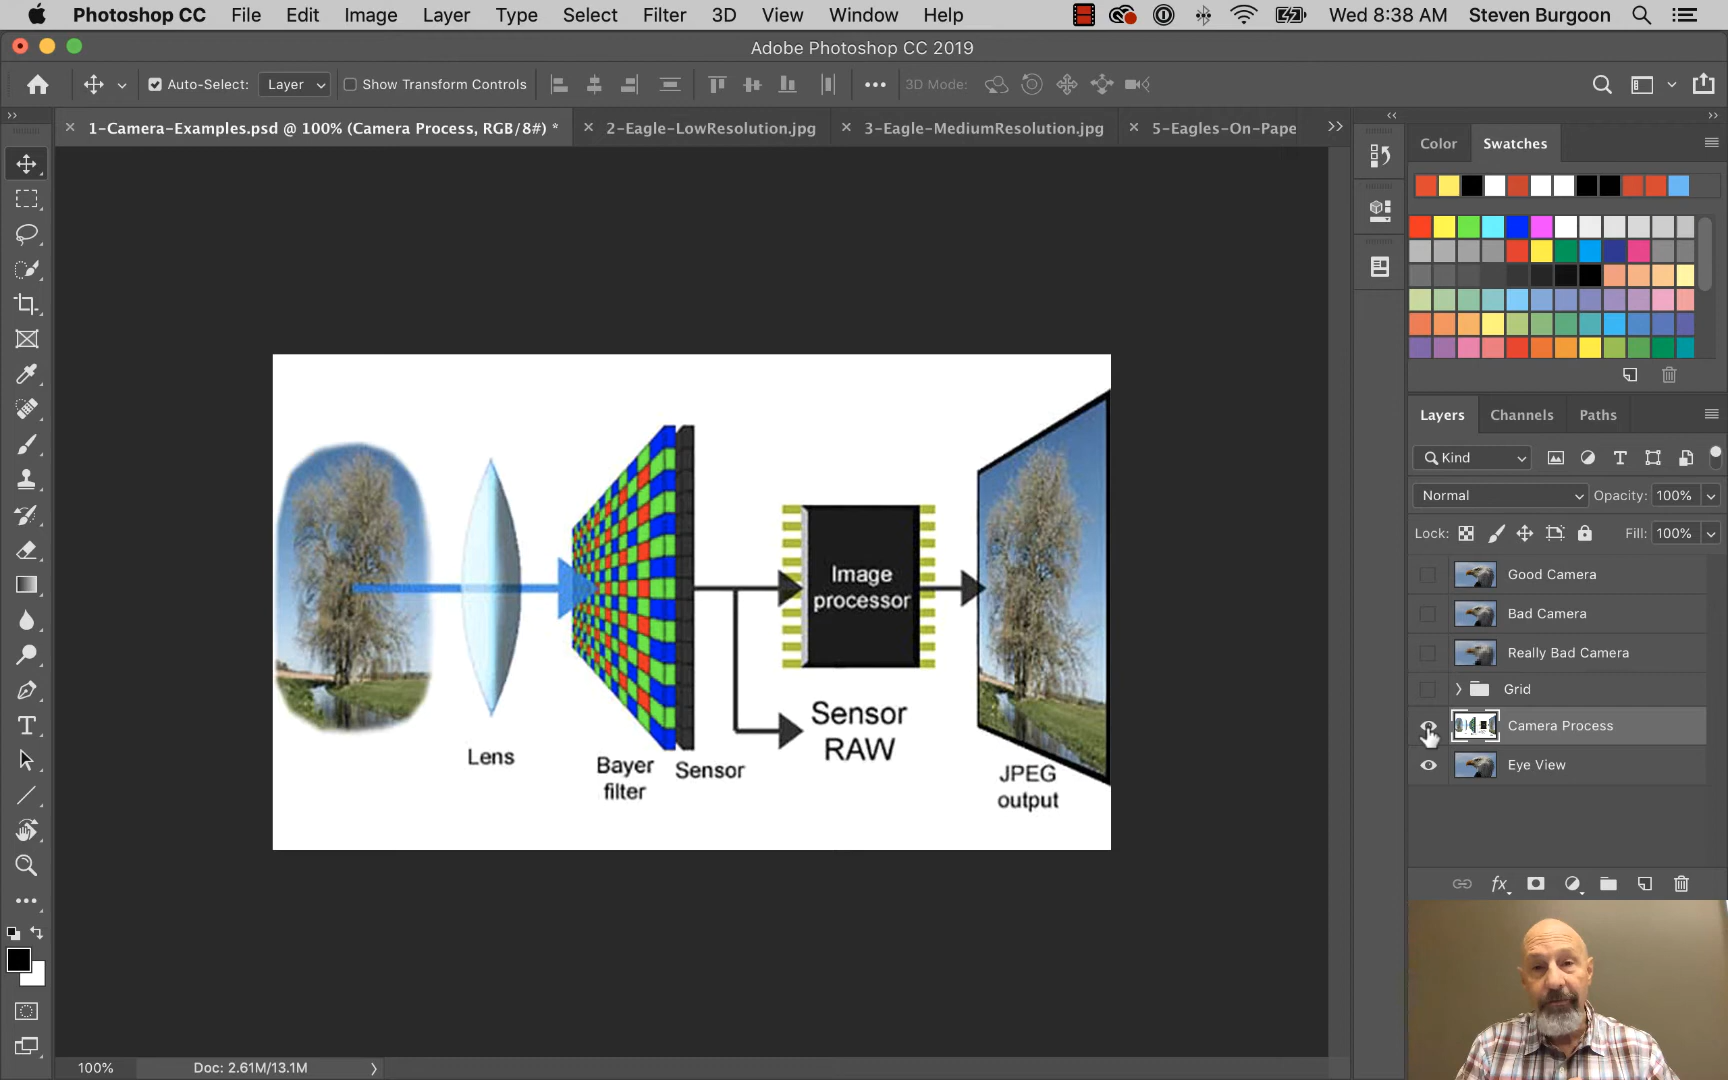 Photoshop CC File Edit Image Layer Type Select Filter 3D View Window Help Wed 8:38 AM Steven Burgoon
Adobe Photoshop CC 2019
Auto-Select: Layer Show Transform Controls 3D Mode:
1-Camera-Examples.psd @ 100% (Camera Process, RGB/8#) * 2-Eagle-LowResolution.jpg 3-Eagle-MediumResolution.jpg 5-Eagles-On-Pape
Color Swatches
Layers Channels Paths
Kind
Normal Opacity: 100%
Lock: Fill: 100%
Good Camera
Bad Camera
Really Bad Camera
Grid
Camera Process
Eye View
Image
processor
Sensor
RAW
Lens
Bayer
filter
Sensor
JPEG
output
100% Doc: 2.61M/13.1M